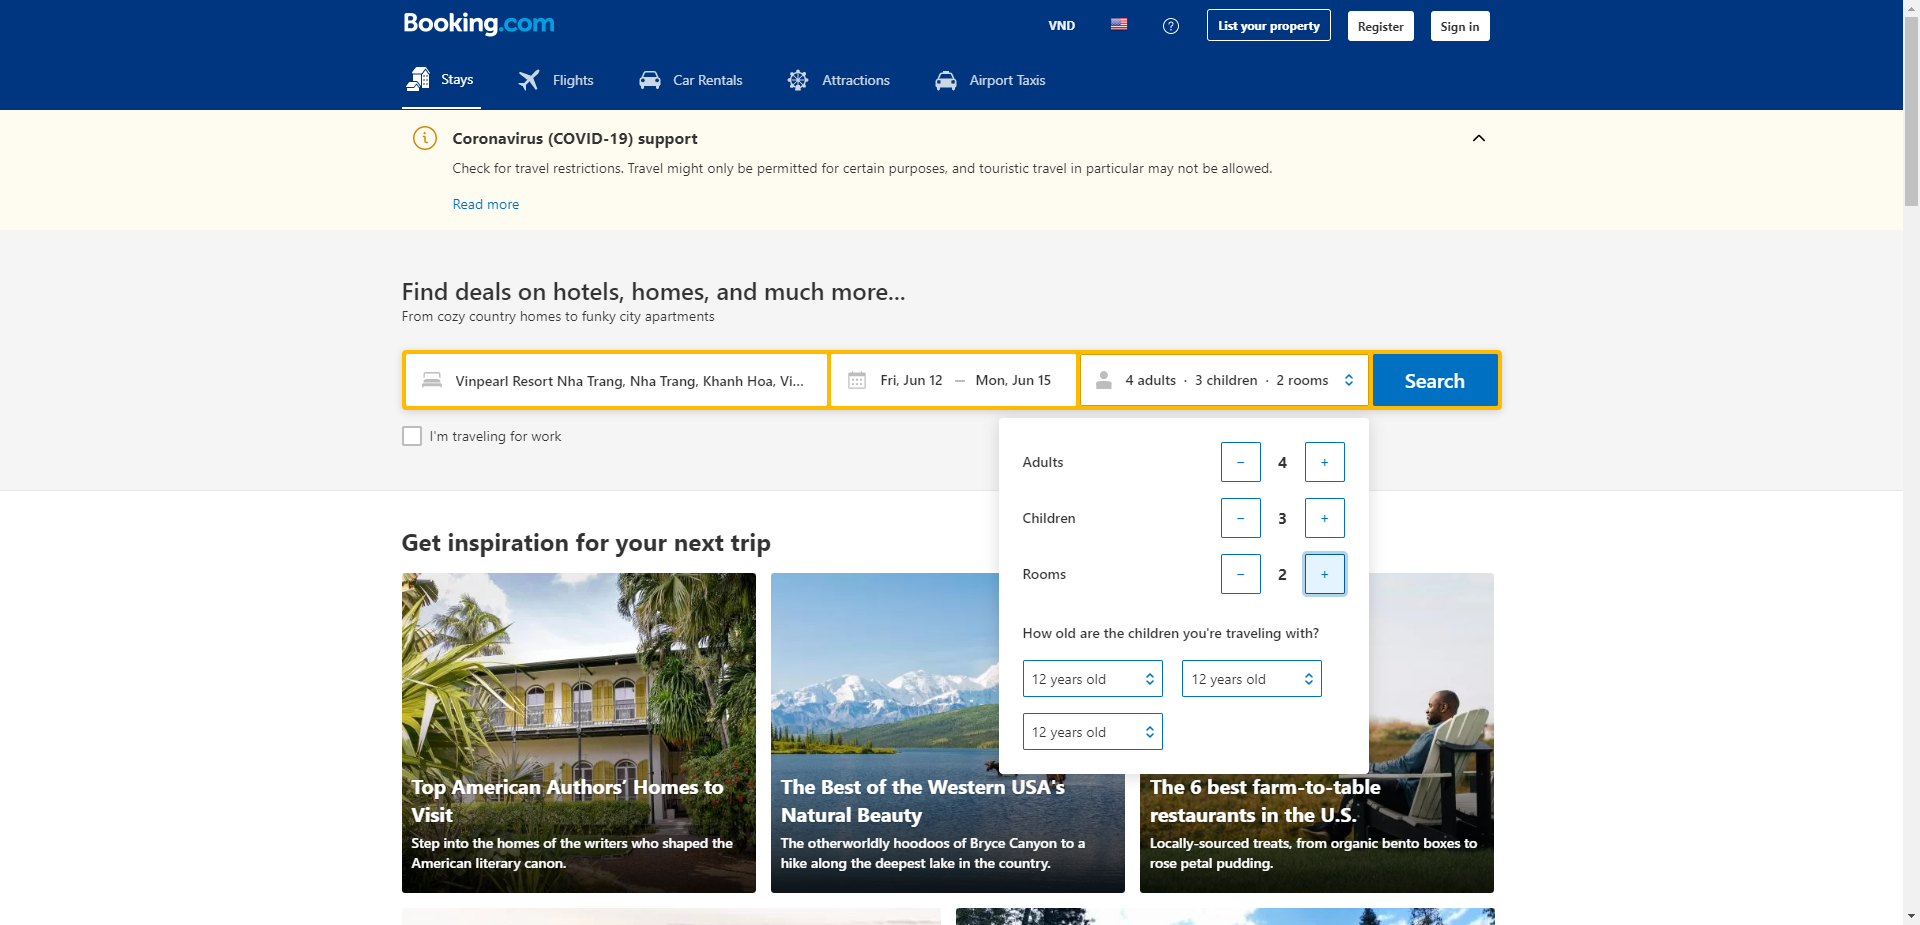 Booking.com
VND
List your property
Register
Sign in
Stays
Flights
Car Rentals
Attractions
Airport Taxis
Coronavirus (COVID-19) support
Check for travel restrictions. Travel might only be permitted for certain purposes, and touristic travel in particular may not be allowed.
Read more
Find deals on hotels, homes, and much more...
From cozy country homes to funky city apartments
Vinpearl Resort Nha Trang, Nha Trang, Khanh Hoa, Vi...
Fri, Jun 12 — Mon, Jun 15
4 adults · 3 children · 2 rooms
Search
I'm traveling for work
Adults − 4 +
Children − 3 +
Rooms − 2 +
How old are the children you're traveling with?
12 years old
12 years old
12 years old
Get inspiration for your next trip
Top American Authors’ Homes to
Visit
Step into the homes of the writers who shaped the
American literary canon.
The Best of the Western USA's
Natural Beauty
The otherworldly hoodoos of Bryce Canyon to a
hike along the deepest lake in the country.
The 6 best farm-to-table
restaurants in the U.S.
Locally-sourced treats, from organic bento boxes to
rose petal pudding.